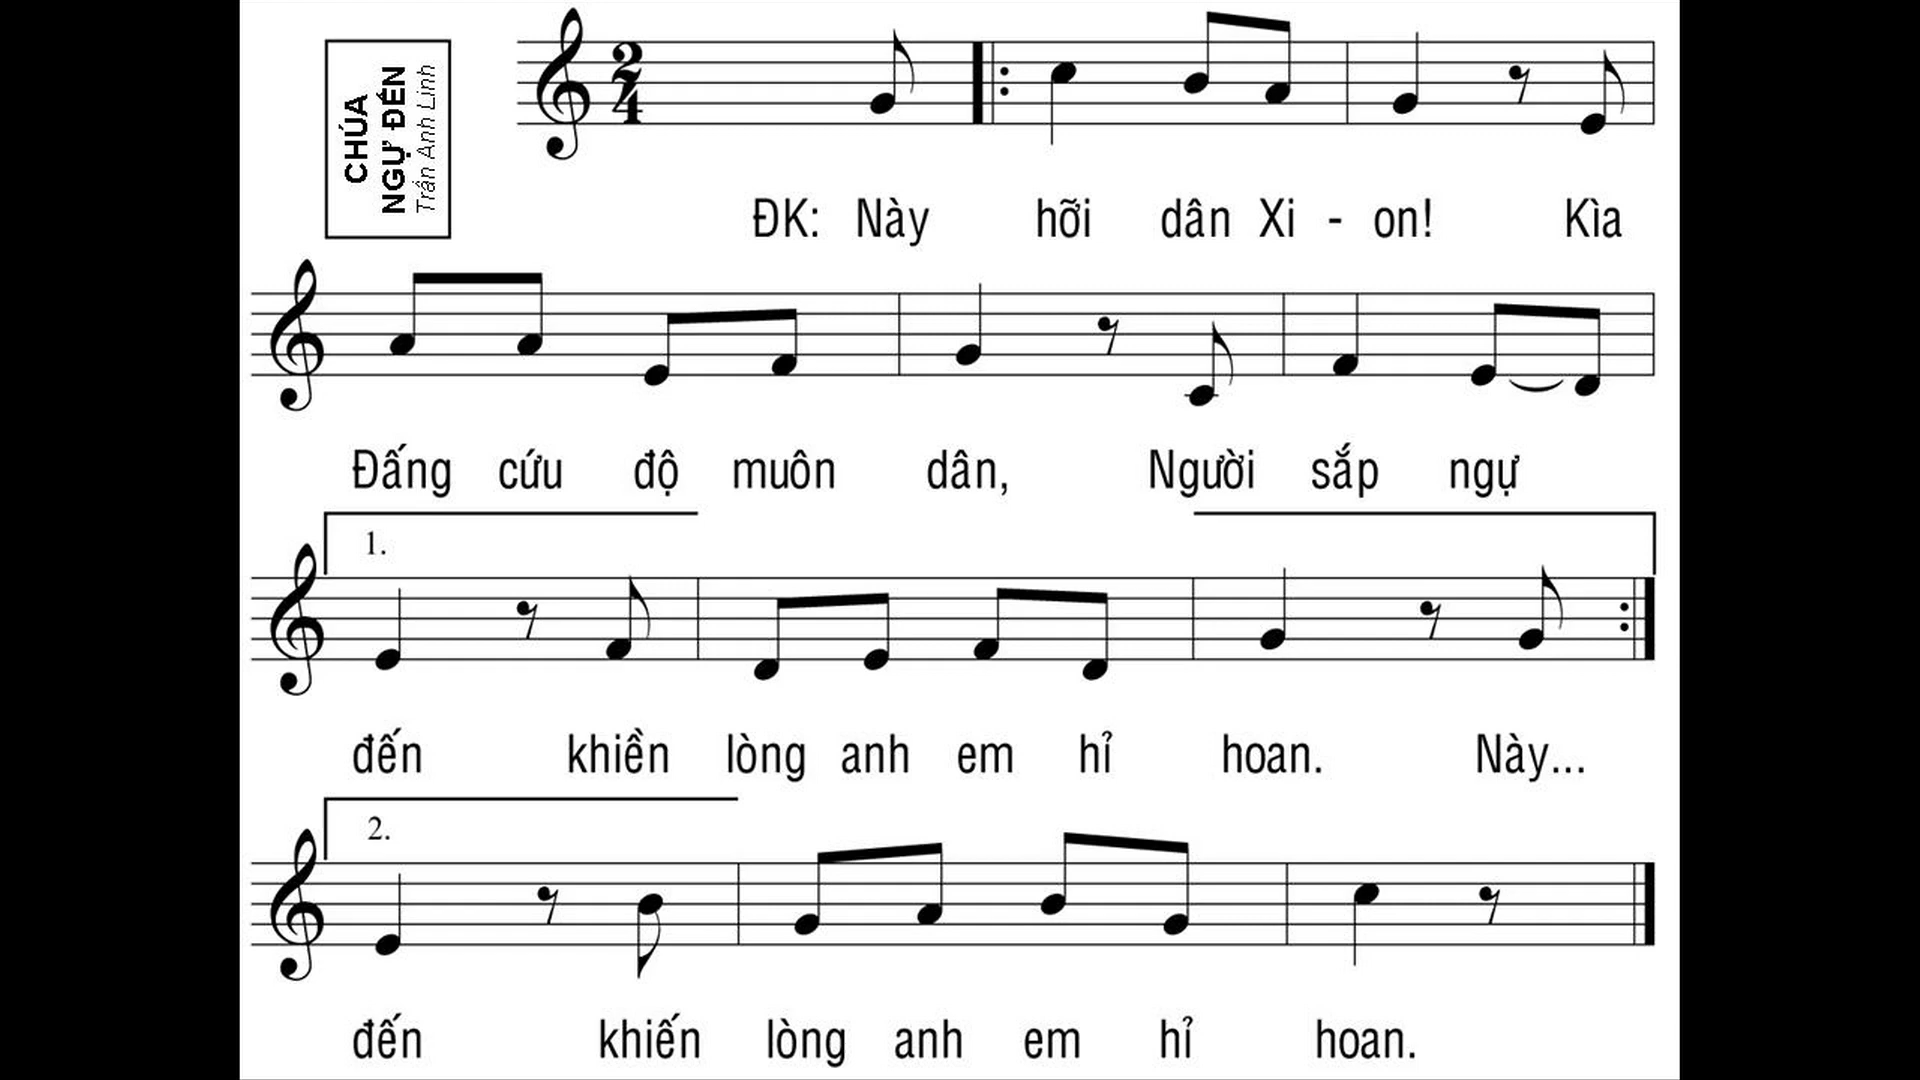 CHÚA
NGỰ ĐẾN
Trần Anh Linh
2
4
ĐK: Này hỡi dân Xi - on! Kìa
Đấng cứu độ muôn dân, Người sắp ngự
1.
đến khiền lòng anh em hỉ hoan. Này...
2.
đến khiến lòng anh em hỉ hoan.